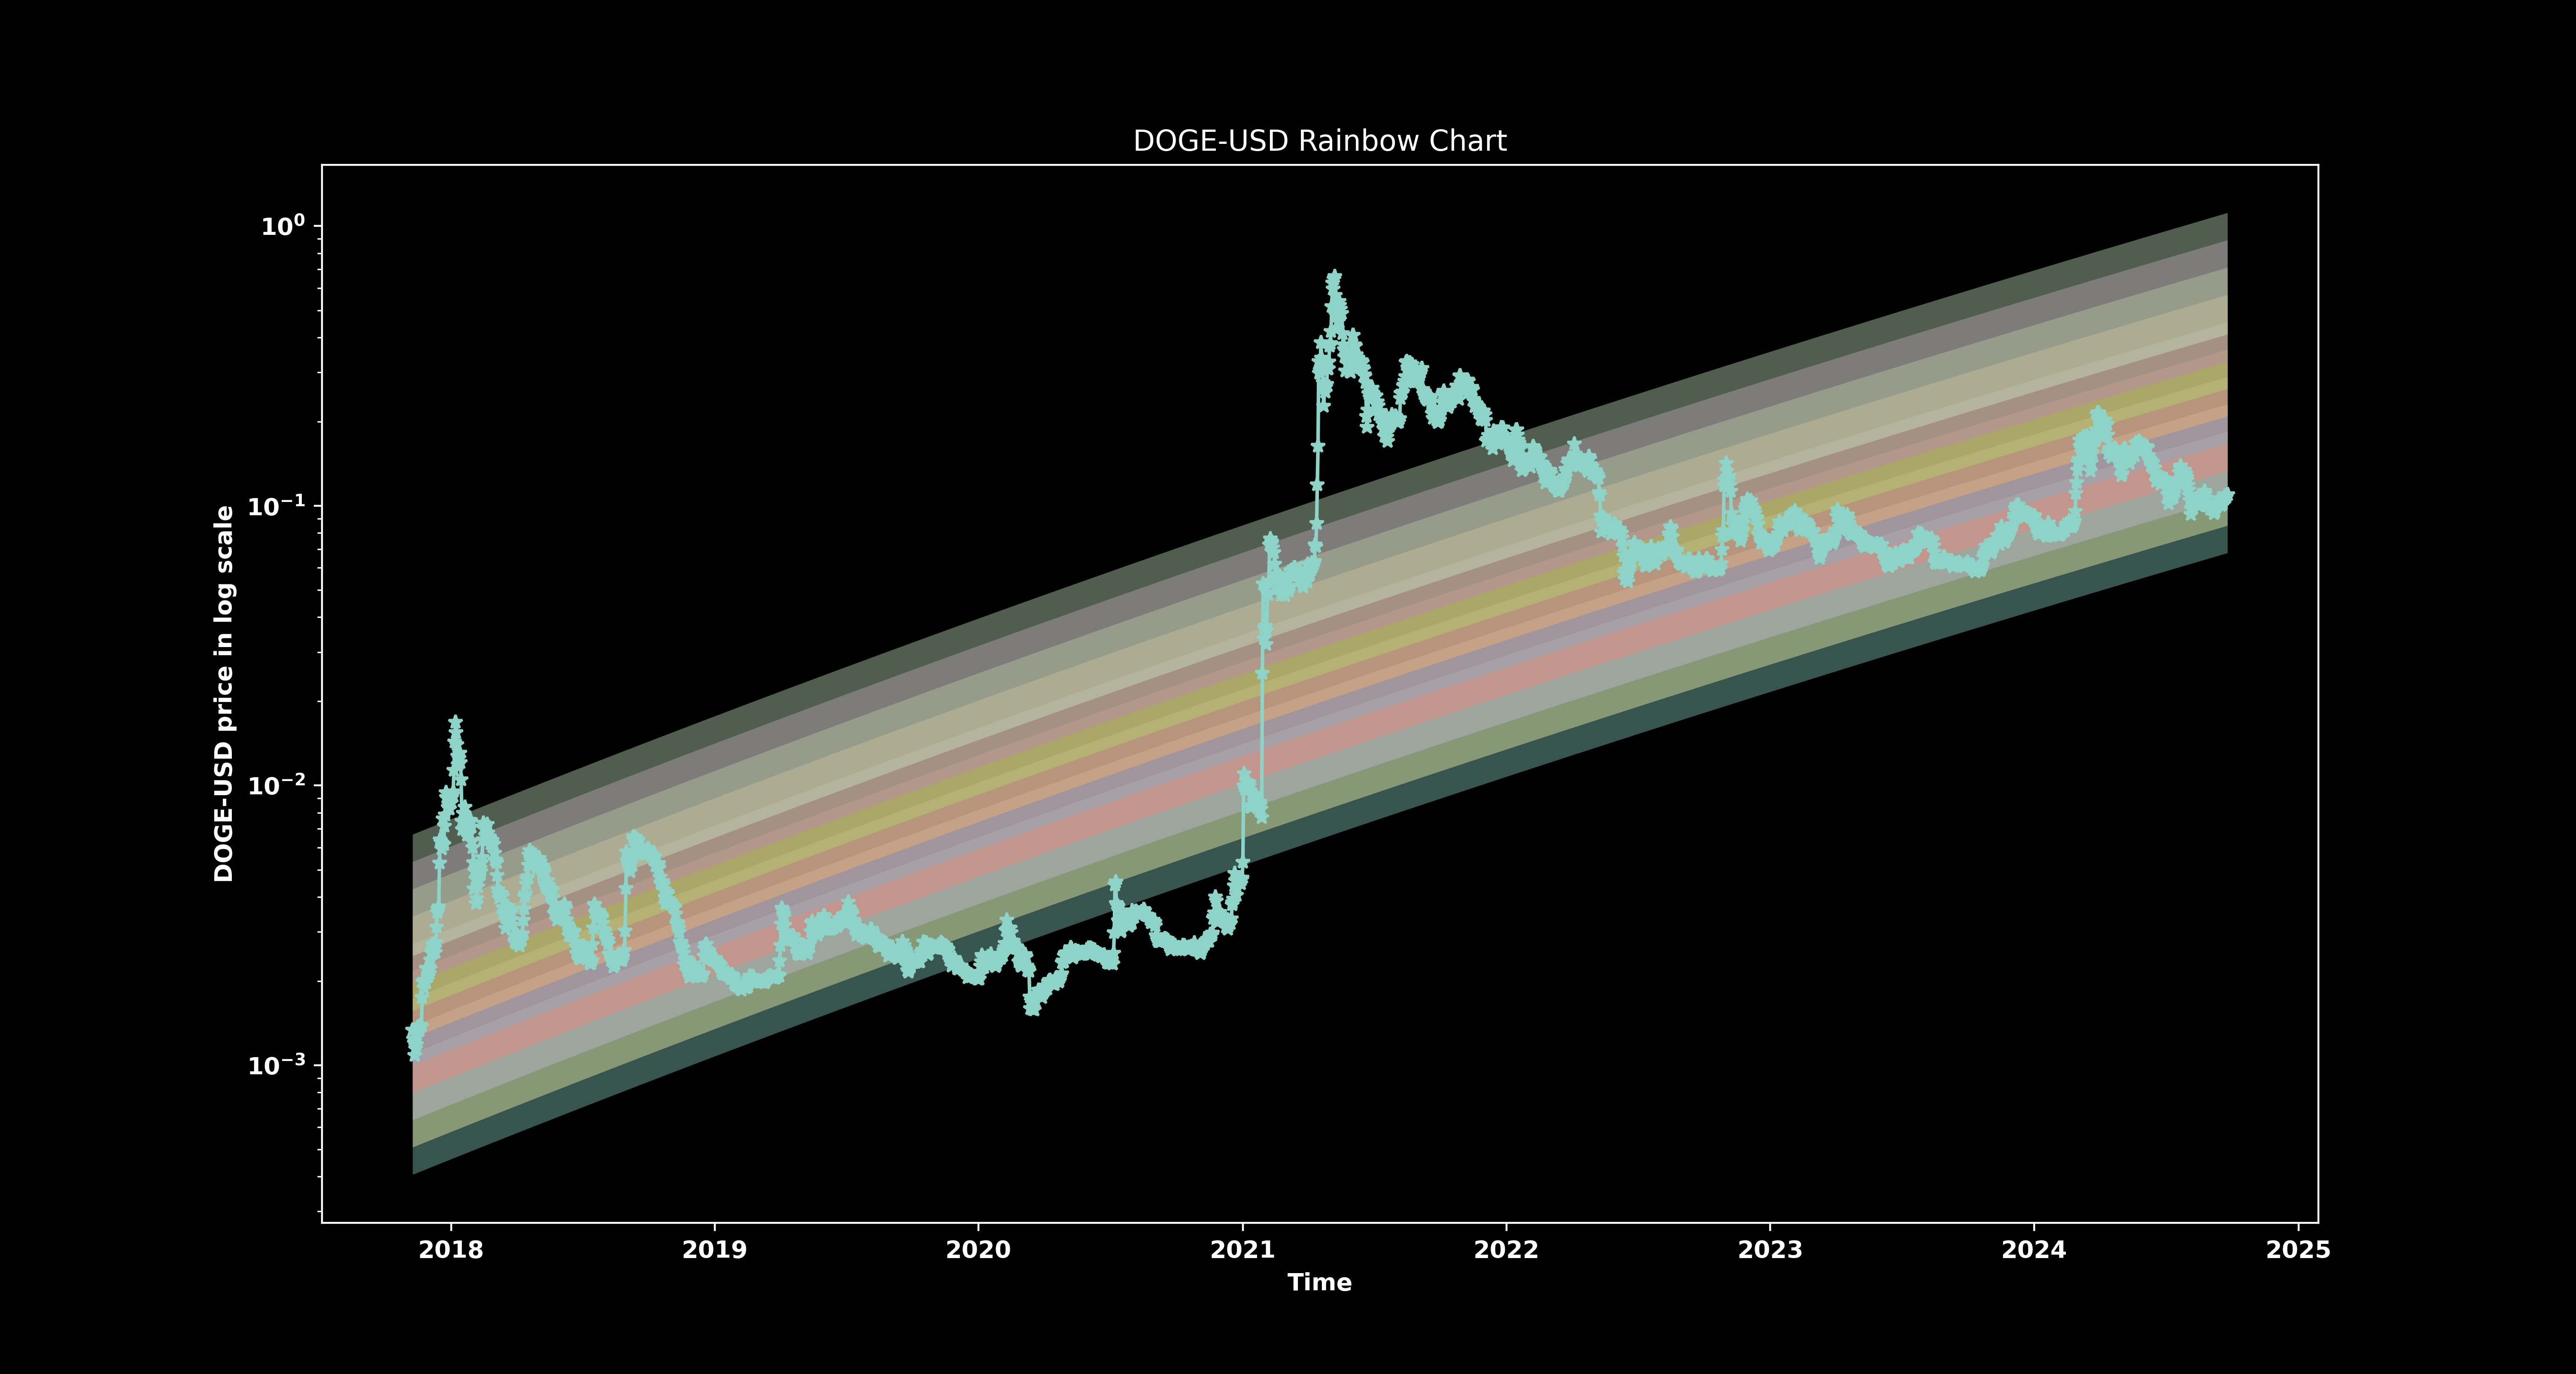 DOGE-USD Rainbow Chart
10⁰
10⁻¹
10⁻²
10⁻³
DOGE-USD price in log scale
2018 2019 2020 2021 2022 2023 2024 2025
Time